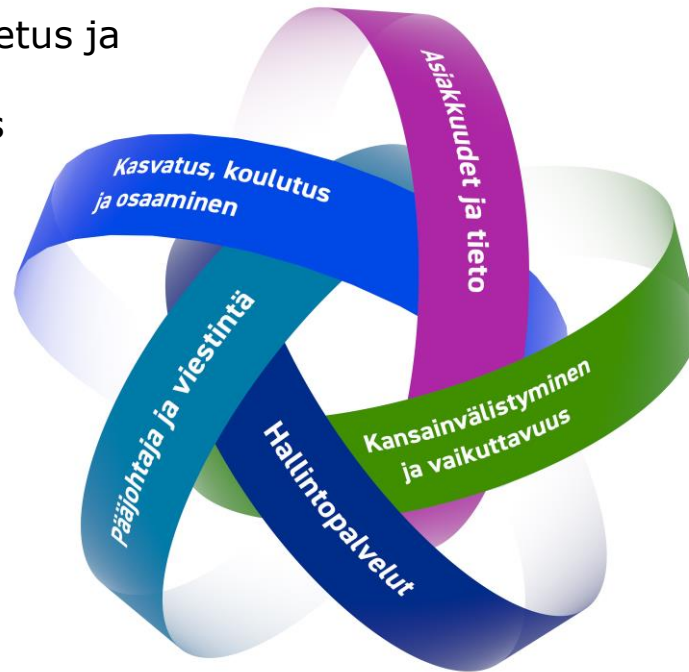 etus ja
s
Asiakkuudet ja tieto
Kasvatus, koulutus
ja osaaminen
Kansainvälistyminen
ja vaikuttavuus
Pääjohtaja ja viestintä
Hallintopalvelut